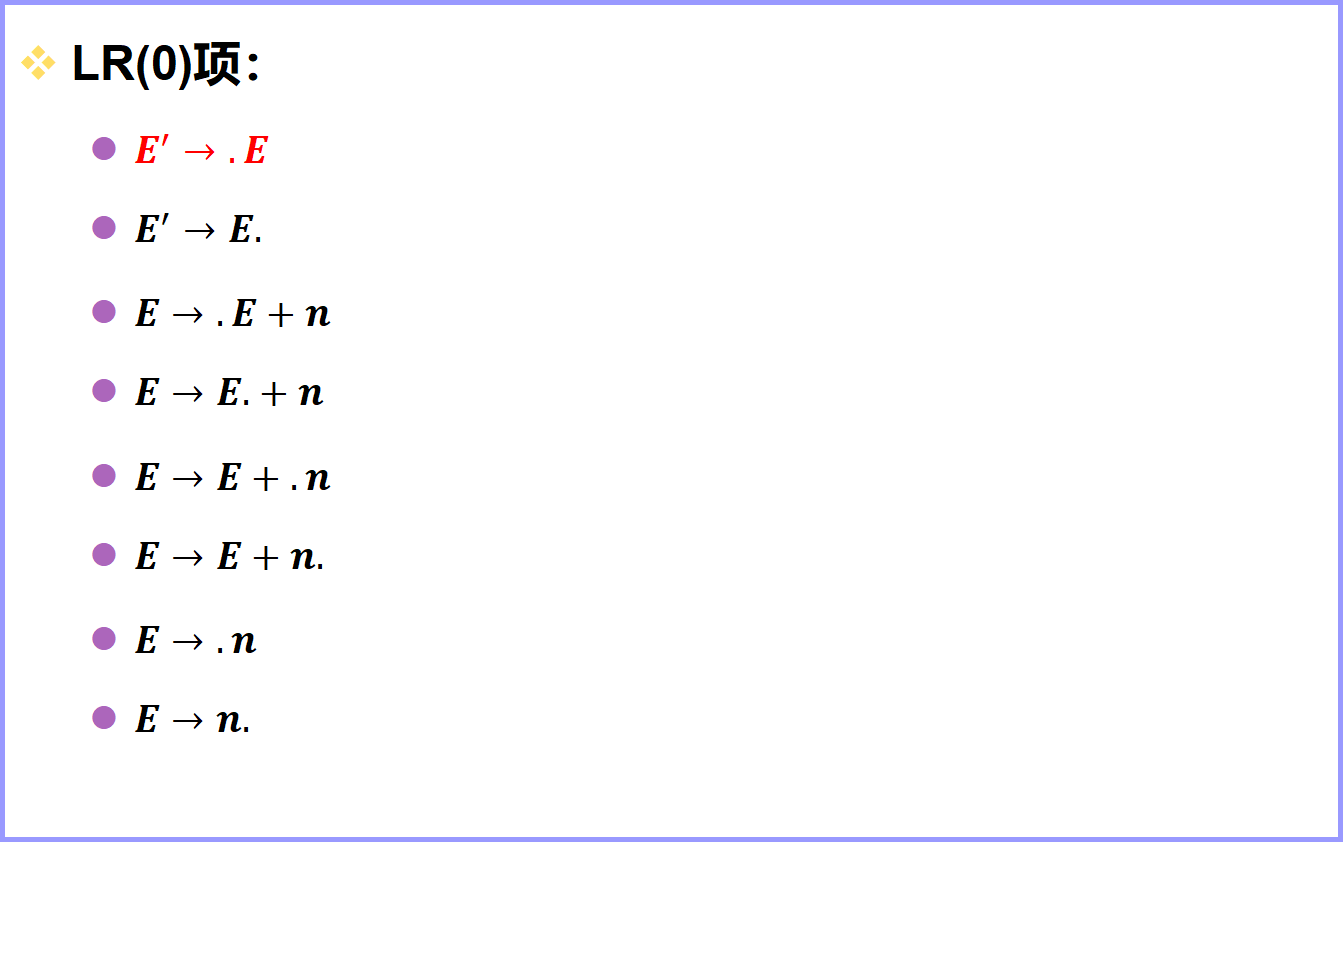 LR(0)项：
E′ → .E
E′ → E.
E → .E + n
E → E. + n
E → E + .n
E → E + n.
E → .n
E → n.